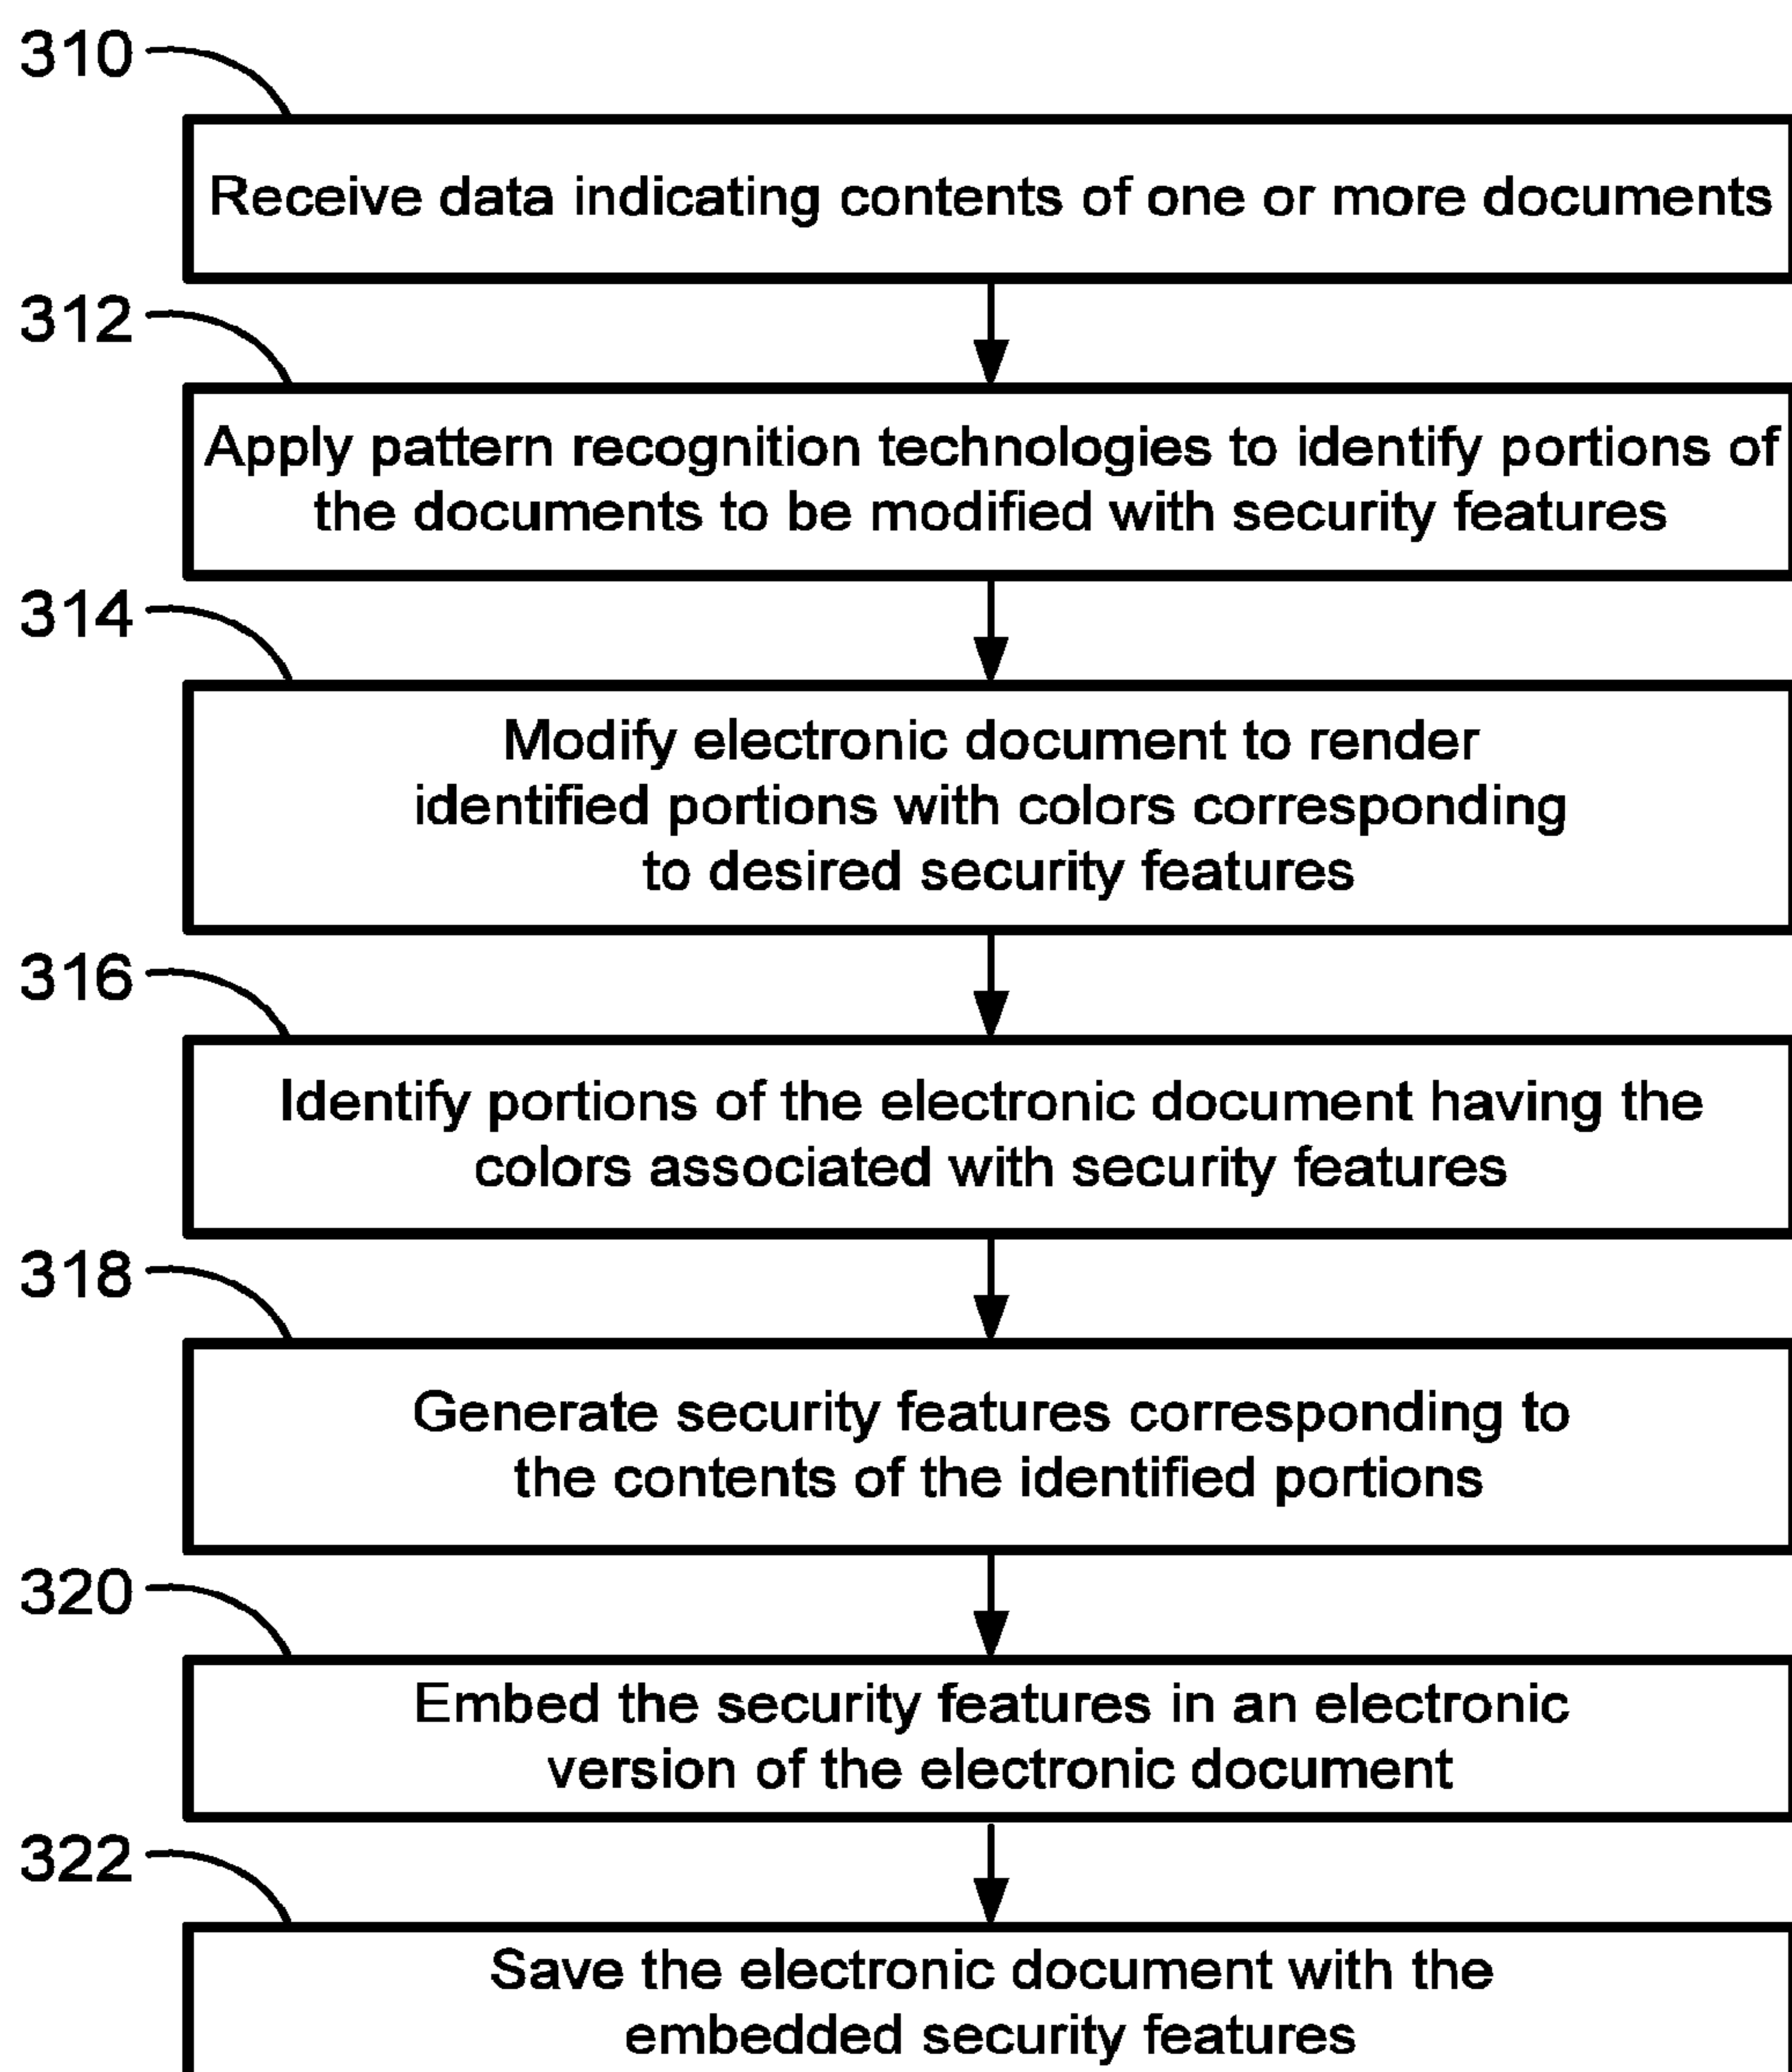 310
Receive data indicating contents of one or more documents
312
Apply pattern recognition technologies to identify portions of
the documents to be modified with security features
314
Modify electronic document to render
identified portions with colors corresponding
to desired security features
316
Identify portions of the electronic document having the
colors associated with security features
318
Generate security features corresponding to
the contents of the identified portions
320
Embed the security features in an electronic
version of the electronic document
322
Save the electronic document with the
embedded security features